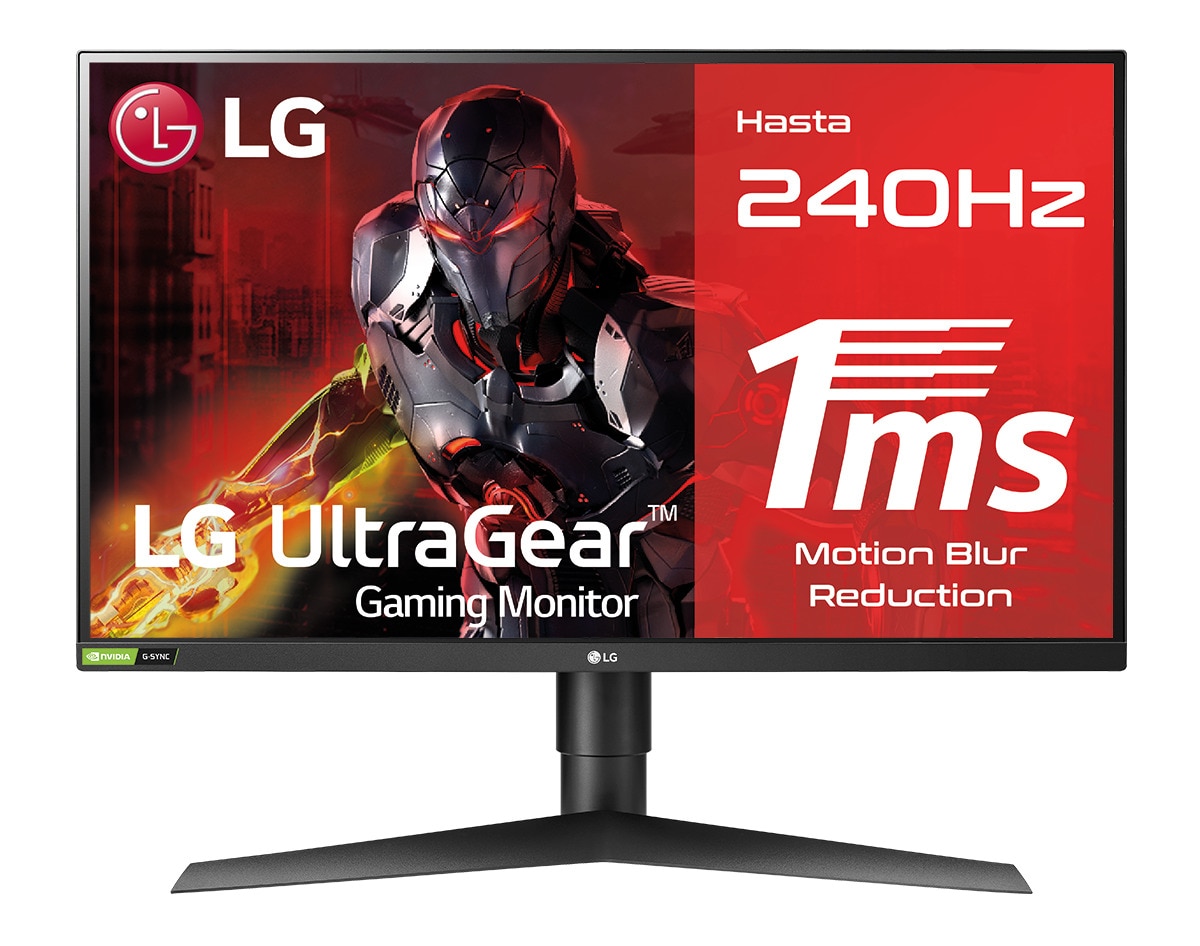 LG
Hasta
240Hz
1ms
Motion Blur
Reduction
LG UltraGear™
Gaming Monitor
NVIDIA G-SYNC
LG